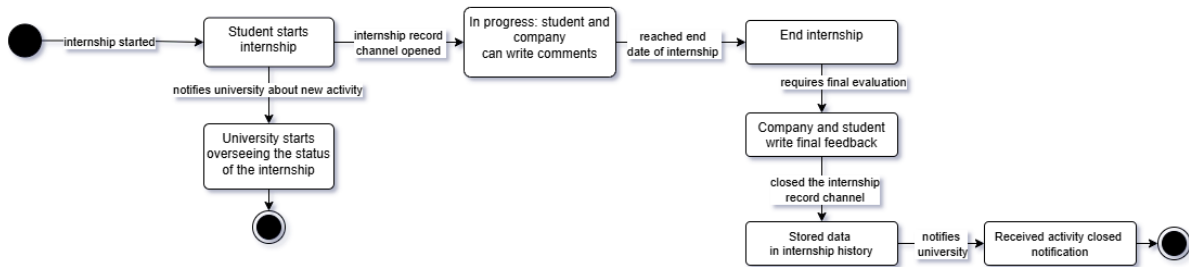 internship started
Student starts
internship
internship record
channel opened
In progress: student and
company
can write comments
reached end
date of internship
End internship
notifies university about new activity
requires final evaluation
University starts
overseeing the status
of the internship
Company and student
write final feedback
closed the internship
record channel
Stored data
in internship history
notifies
university
Received activity closed
notification